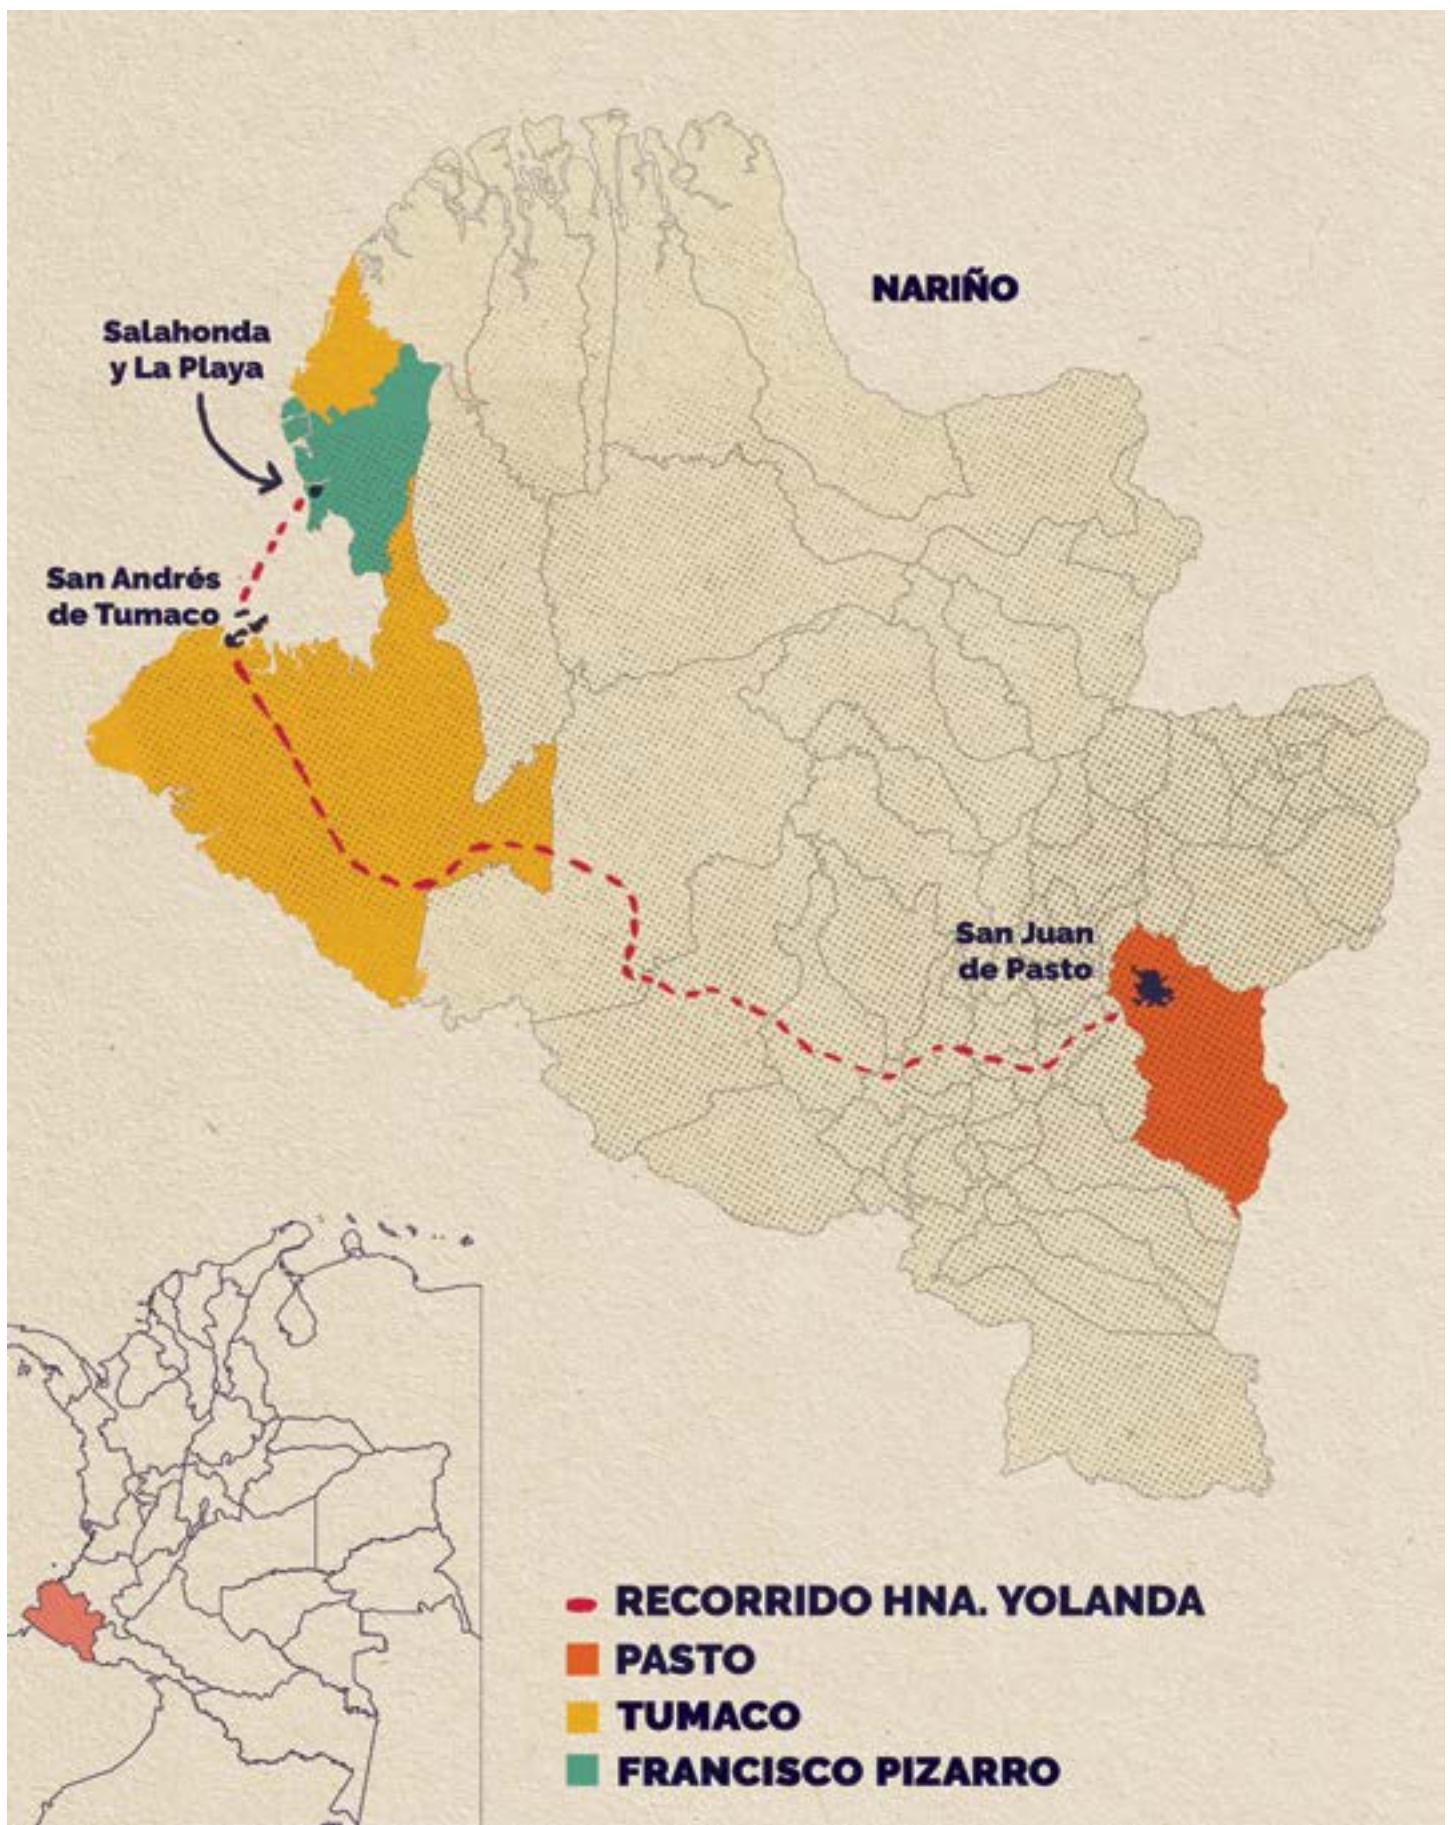 NARIÑO
Salahonda
y La Playa
San Andrés
de Tumaco
San Juan
de Pasto
RECORRIDO HNA. YOLANDA
PASTO
TUMACO
FRANCISCO PIZARRO